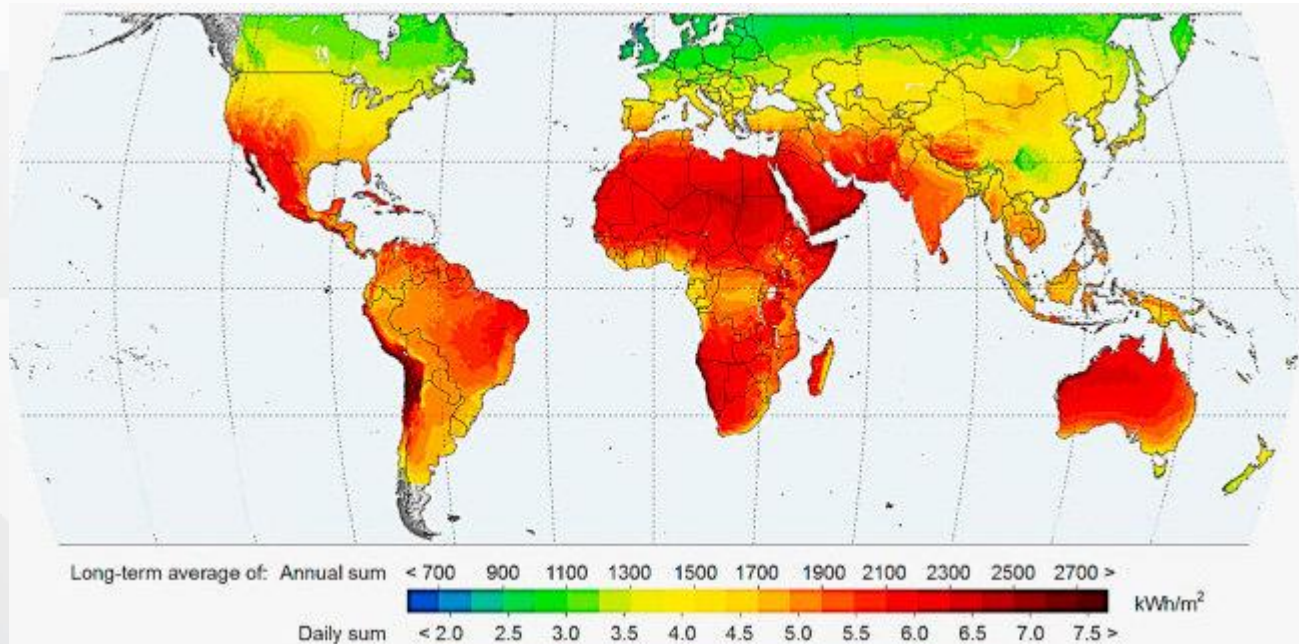 Long-term average of: Annual sum < 700 900 1100 1300 1500 1700 1900 2100 2300 2500 2700 >
kWh/m²
Daily sum < 2.0 2.5 3.0 3.5 4.0 4.5 5.0 5.5 6.0 6.5 7.0 7.5 >